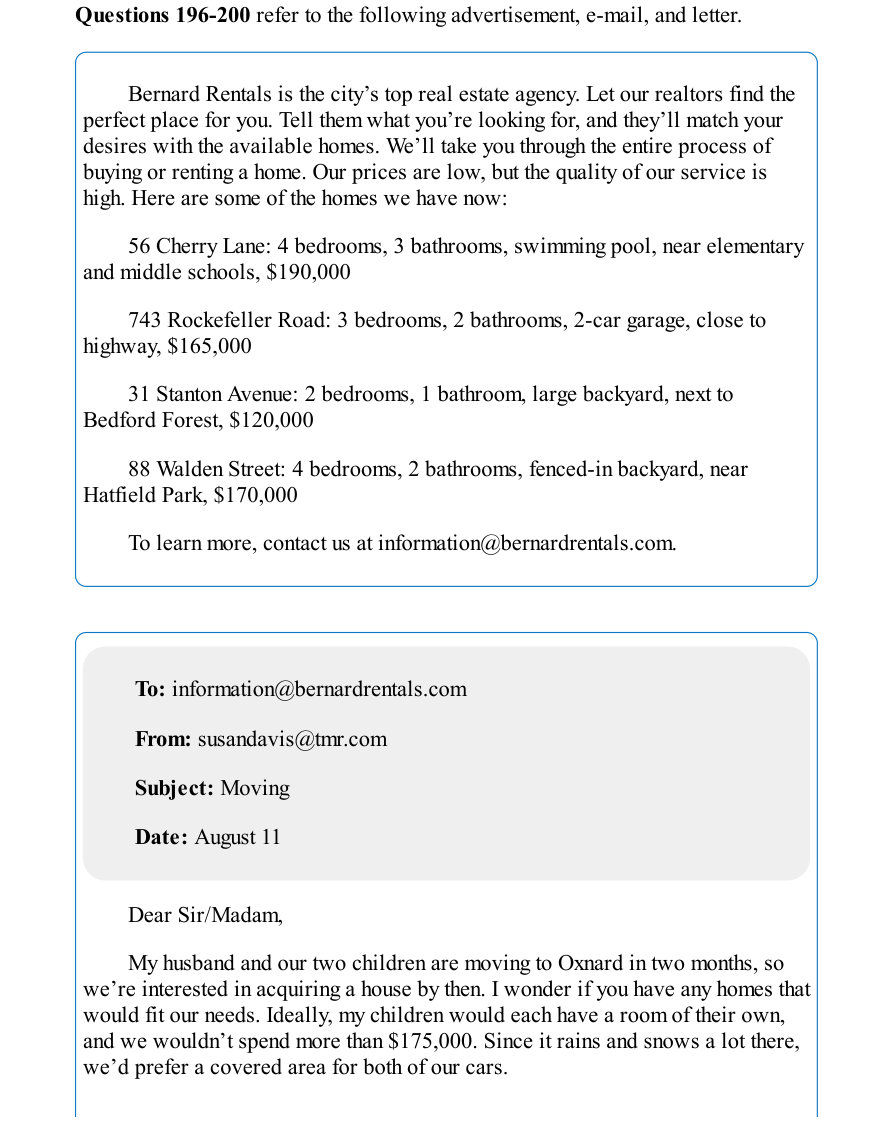 Questions 196-200 refer to the following advertisement, e-mail, and letter.
Bernard Rentals is the city’s top real estate agency. Let our realtors find the
perfect place for you. Tell them what you’re looking for, and they’ll match your
desires with the available homes. We’ll take you through the entire process of
buying or renting a home. Our prices are low, but the quality of our service is
high. Here are some of the homes we have now:
56 Cherry Lane: 4 bedrooms, 3 bathrooms, swimming pool, near elementary
and middle schools, $190,000
743 Rockefeller Road: 3 bedrooms, 2 bathrooms, 2-car garage, close to
highway, $165,000
31 Stanton Avenue: 2 bedrooms, 1 bathroom, large backyard, next to
Bedford Forest, $120,000
88 Walden Street: 4 bedrooms, 2 bathrooms, fenced-in backyard, near
Hatfield Park, $170,000
To learn more, contact us at information@bernardrentals.com.
To: information@bernardrentals.com
From: susandavis@tmr.com
Subject: Moving
Date: August 11
Dear Sir/Madam,
My husband and our two children are moving to Oxnard in two months, so
we’re interested in acquiring a house by then. I wonder if you have any homes that
would fit our needs. Ideally, my children would each have a room of their own,
and we wouldn’t spend more than $175,000. Since it rains and snows a lot there,
we’d prefer a covered area for both of our cars.